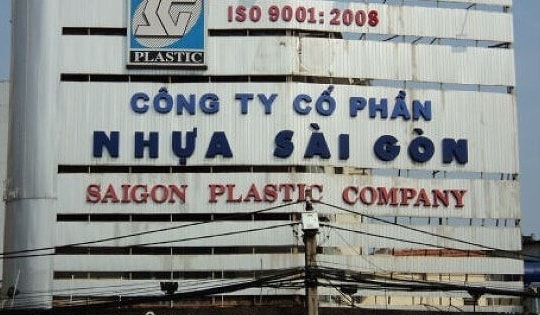 SG
PLASTIC
ISO 9001: 2008
CÔNG TY CỔ PHẦN
NHỰA SÀI GÒN
SAIGON PLASTIC COMPANY